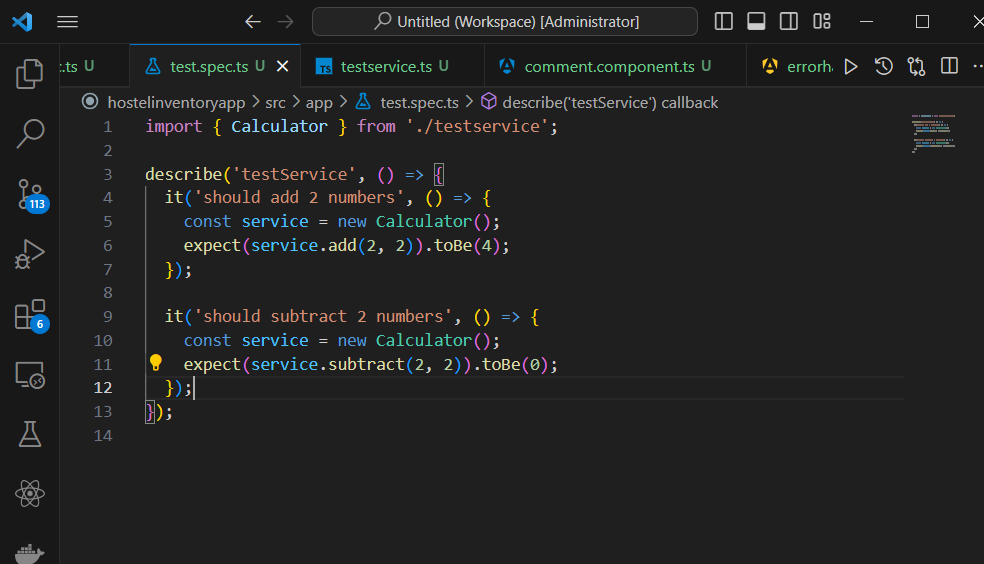 Untitled (Workspace) [Administrator]
.ts U
test.spec.ts U
TS testservice.ts U
comment.component.ts U
errorh
hostelinventoryapp > src > app > test.spec.ts > describe('testService') callback
1 import { Calculator } from './testservice';
2
3 describe('testService', () => {
4 it('should add 2 numbers', () => {
5 const service = new Calculator();
6 expect(service.add(2, 2)).toBe(4);
7 });
8
9 it('should subtract 2 numbers', () => {
10 const service = new Calculator();
11 expect(service.subtract(2, 2)).toBe(0);
12 });
13 });
14
113
6